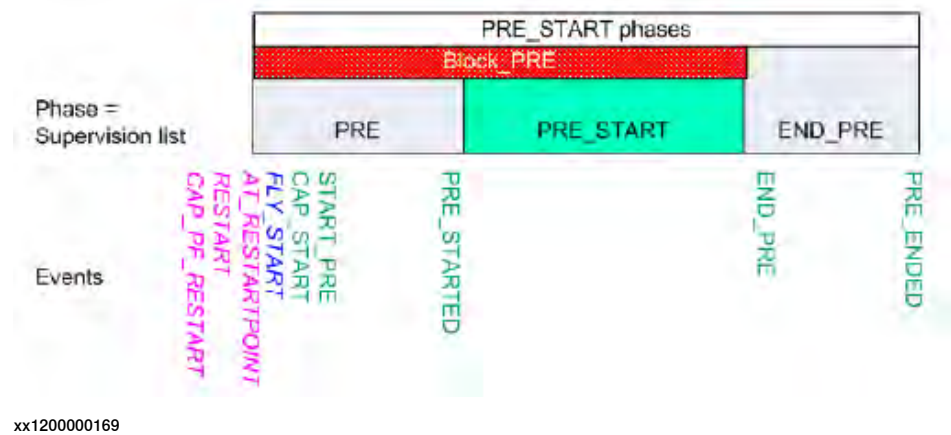 PRE_START phases
Block_PRE
Phase =
Supervision list
PRE
PRE_START
END_PRE
Events
CAP_PF_RESTART
RESTART
AT_RESTARTPOINT
FLY_START
CAP_START
START_PRE
PRE_STARTED
END_PRE
PRE_ENDED
xx1200000169